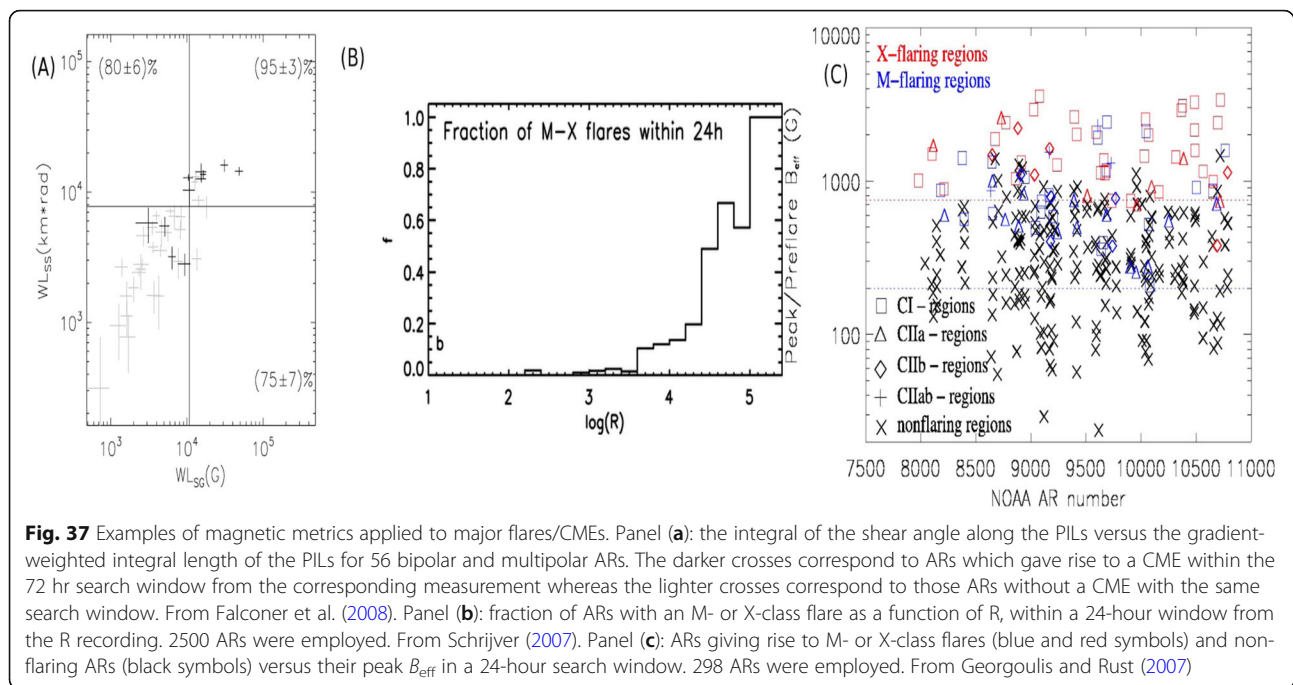 (A)
(80±6)%
(95±3)%
(75±7)%
10⁵
10⁴
10³
WL_SS(km*rad)
10³ 10⁴ 10⁵
WL_SG(G)
(B)
Fraction of M-X flares within 24h
1.0
0.8
0.6
0.4
0.2
0.0
f
b
1 2 3 4 5
log(R)
(C)
X-flaring regions
M-flaring regions
10000
1000
100
Peak/Preflare B_eff (G)
CI - regions
CIIa - regions
CIIb - regions
CIIab - regions
nonflaring regions
7500 8000 8500 9000 9500 10000 10500 11000
NOAA AR number
Fig. 37 Examples of magnetic metrics applied to major flares/CMEs. Panel (a): the integral of the shear angle along the PILs versus the gradient-
weighted integral length of the PILs for 56 bipolar and multipolar ARs. The darker crosses correspond to ARs which gave rise to a CME within the
72 hr search window from the corresponding measurement whereas the lighter crosses correspond to those ARs without a CME with the same
search window. From Falconer et al. (2008). Panel (b): fraction of ARs with an M- or X-class flare as a function of R, within a 24-hour window from
the R recording. 2500 ARs were employed. From Schrijver (2007). Panel (c): ARs giving rise to M- or X-class flares (blue and red symbols) and non-
flaring ARs (black symbols) versus their peak B_eff in a 24-hour search window. 298 ARs were employed. From Georgoulis and Rust (2007)